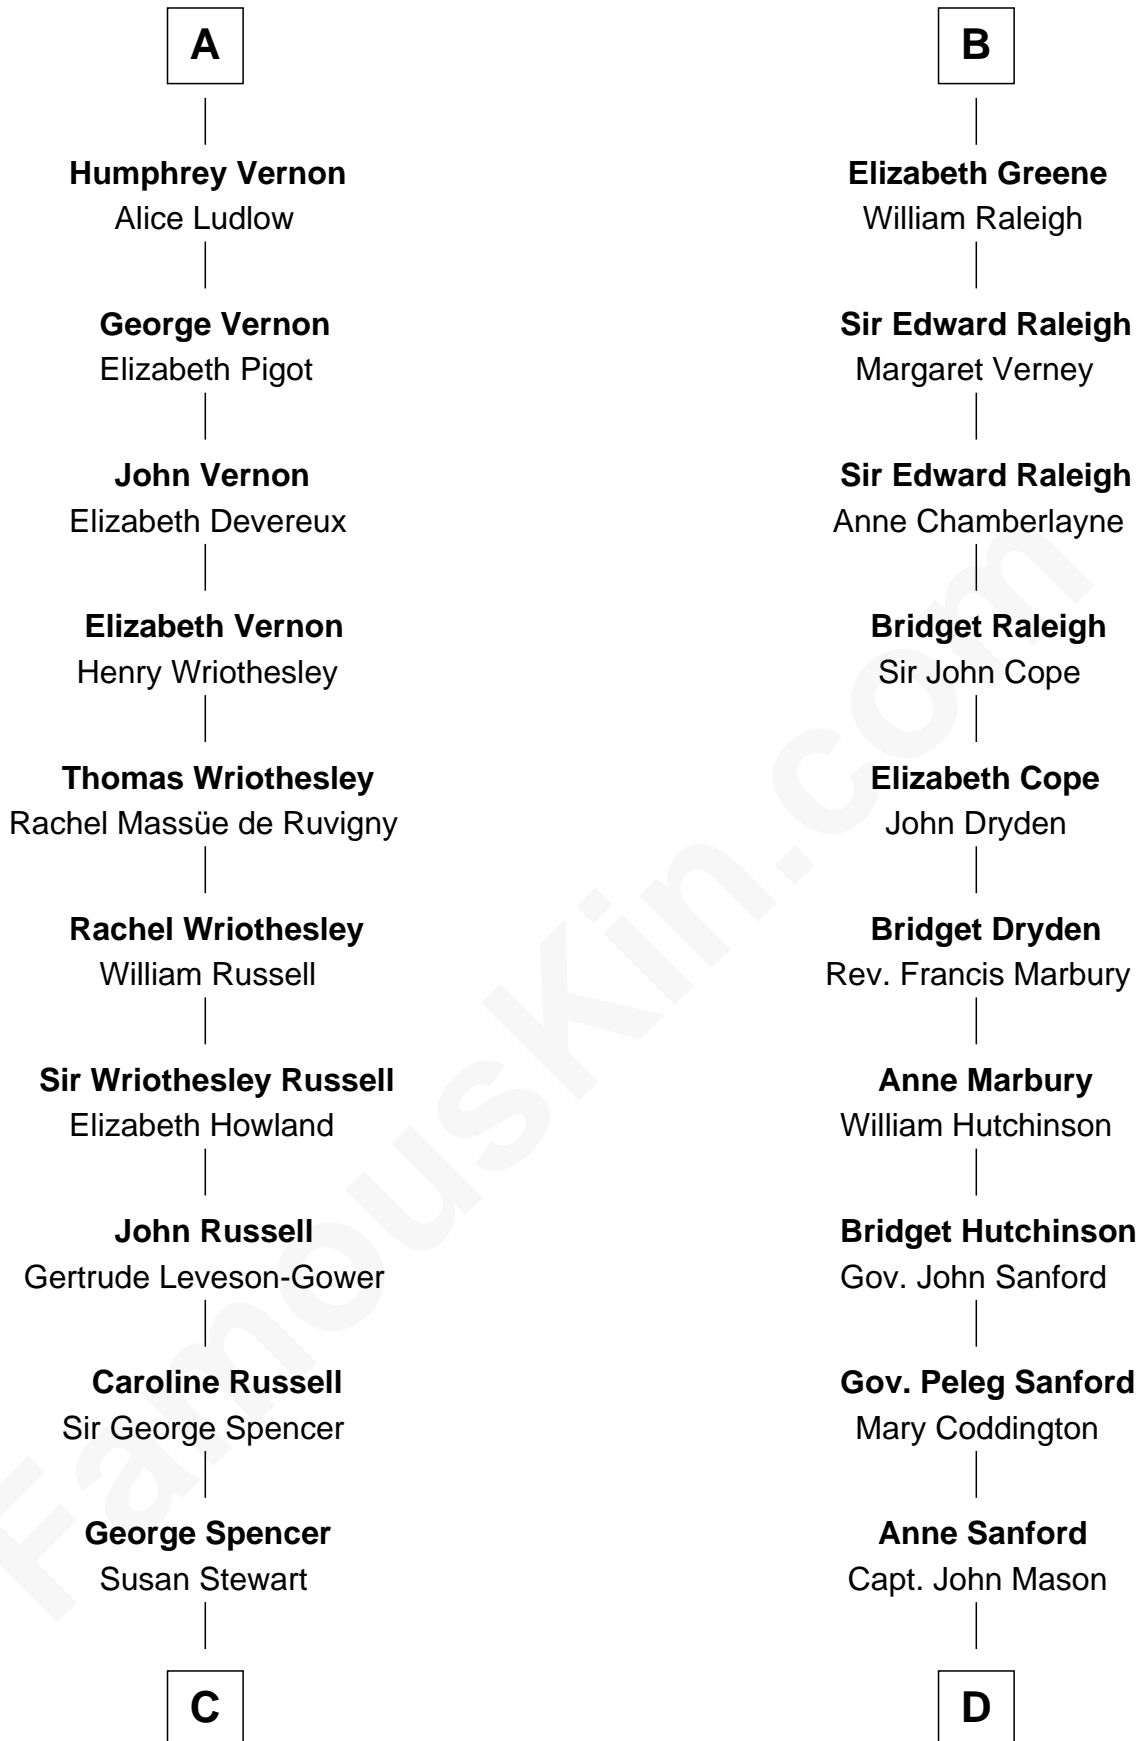 A
Humphrey Vernon
Alice Ludlow
George Vernon
Elizabeth Pigot
John Vernon
Elizabeth Devereux
Elizabeth Vernon
Henry Wriothesley
Thomas Wriothesley
Rachel Massüe de Ruvigny
Rachel Wriothesley
William Russell
Sir Wriothesley Russell
Elizabeth Howland
John Russell
Gertrude Leveson-Gower
Caroline Russell
Sir George Spencer
George Spencer
Susan Stewart
C
B
Elizabeth Greene
William Raleigh
Sir Edward Raleigh
Margaret Verney
Sir Edward Raleigh
Anne Chamberlayne
Bridget Raleigh
Sir John Cope
Elizabeth Cope
John Dryden
Bridget Dryden
Rev. Francis Marbury
Anne Marbury
William Hutchinson
Bridget Hutchinson
Gov. John Sanford
Gov. Peleg Sanford
Mary Coddington
Anne Sanford
Capt. John Mason
D
FamousKin.com